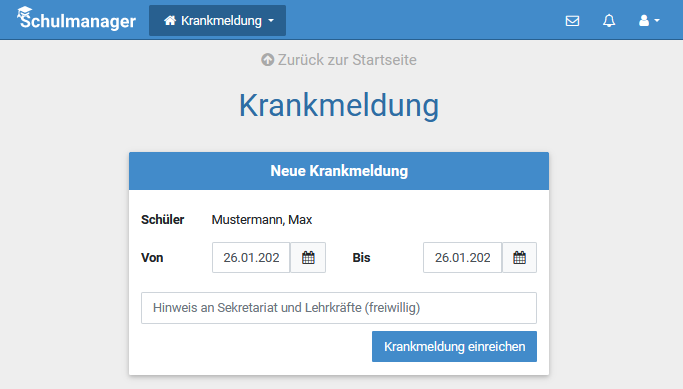 Schulmanager Krankmeldung
Zurück zur Startseite
Krankmeldung
Neue Krankmeldung
Schüler Mustermann, Max
Von 26.01.202 Bis 26.01.202
Hinweis an Sekretariat und Lehrkräfte (freiwillig)
Krankmeldung einreichen